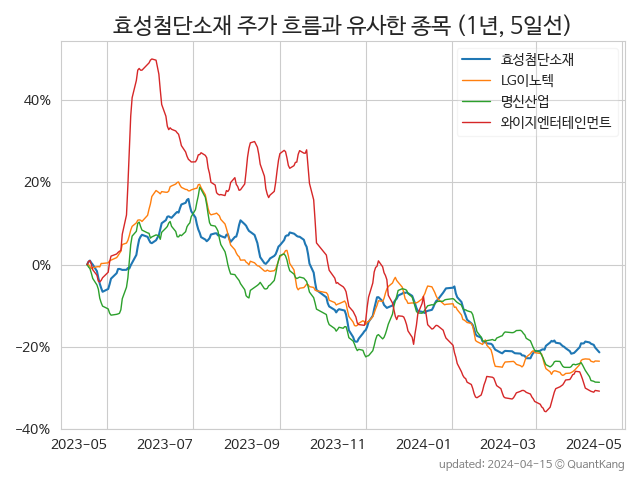 효성첨단소재 주가 흐름과 유사한 종목 (1년, 5일선)
효성첨단소재
LG이노텍
명신산업
와이지엔터테인먼트
40%
20%
0%
−20%
−40%
2023-05 2023-07 2023-09 2023-11 2024-01 2024-03 2024-05
updated: 2024-04-15 © QuantKang